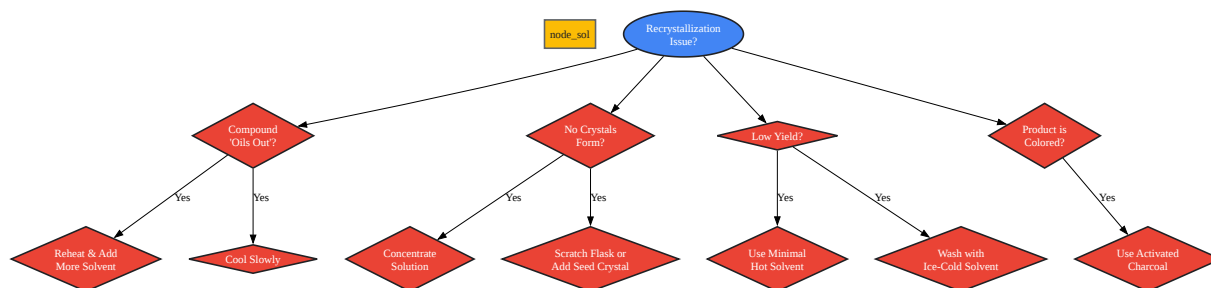 node_sol
Recrystallization
Issue?
Compound
'Oils Out'?
No Crystals
Form?
Low Yield?
Product is
Colored?
Yes
Yes
Yes
Yes
Yes
Yes
Yes
Reheat & Add
More Solvent
Cool Slowly
Concentrate
Solution
Scratch Flask or
Add Seed Crystal
Use Minimal
Hot Solvent
Wash with
Ice-Cold Solvent
Use Activated
Charcoal